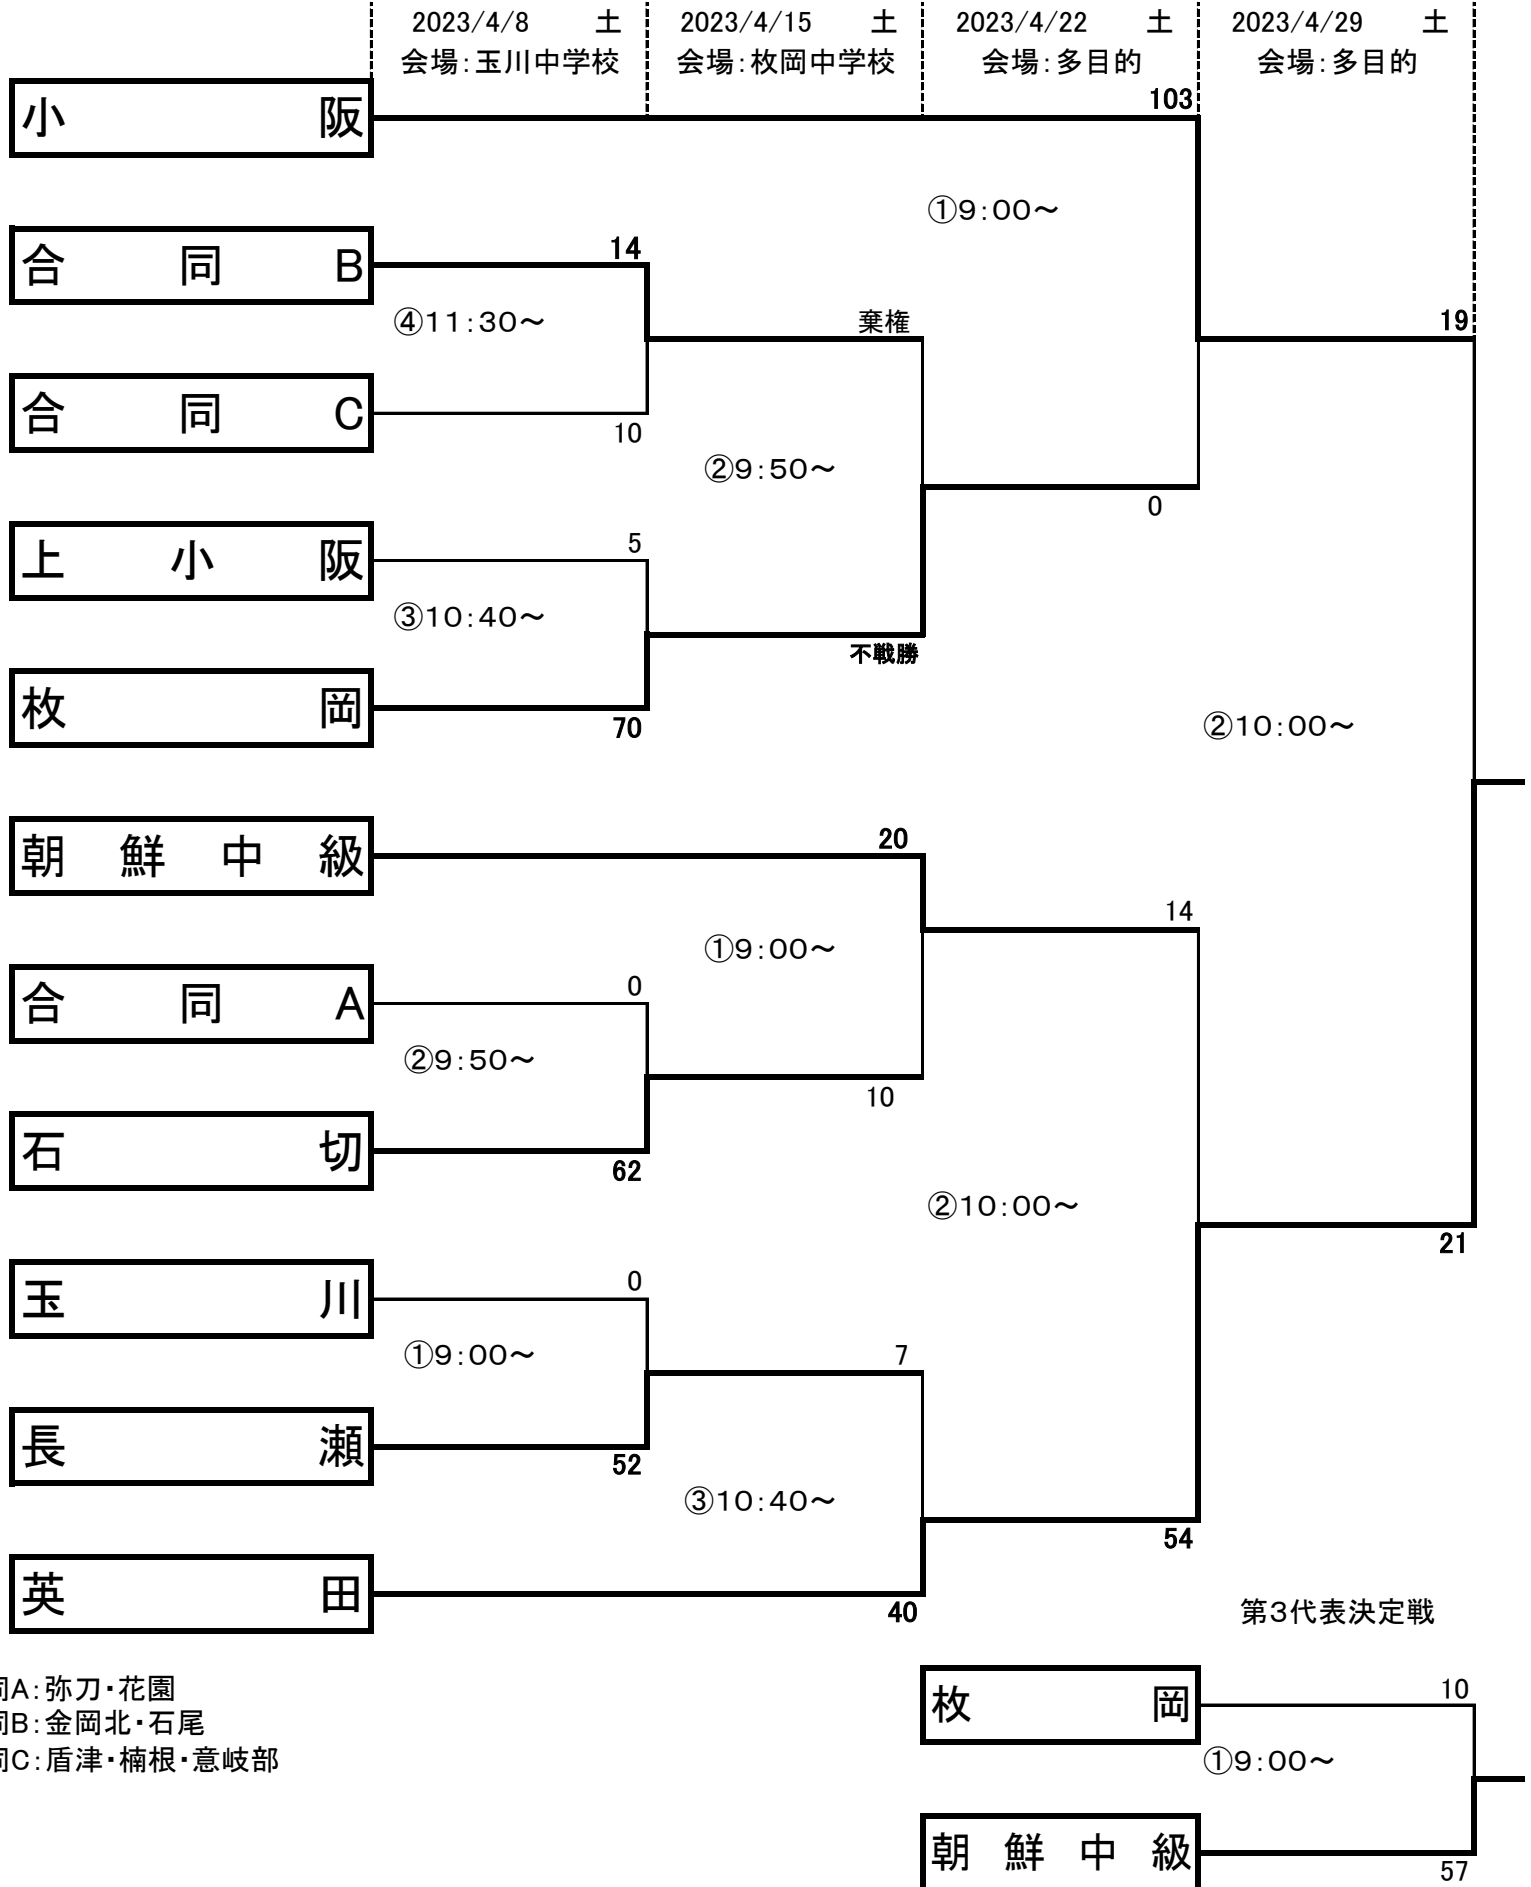 2023/4/8 土 2023/4/15 土 2023/4/22 土 2023/4/29 土
会場：玉川中学校 会場：枚岡中学校 会場：多目的 会場：多目的
103
小阪
①9：00～
合同B
14
④11：30～
棄権
19
合同C
10
②9：50～
0
上小阪
5
③10：40～
不戦勝
枚岡
70
②10：00～
朝鮮中級
20
14
①9：00～
合同A
0
②9：50～
10
石切
62
②10：00～
21
玉川
0
①9：00～
7
長瀬
52
③10：40～
54
英田
40
第3代表決定戦
同A：弥刀・花園
同B：金岡北・石尾
同C：盾津・楠根・意岐部
枚岡
10
①9：00～
朝鮮中級
57